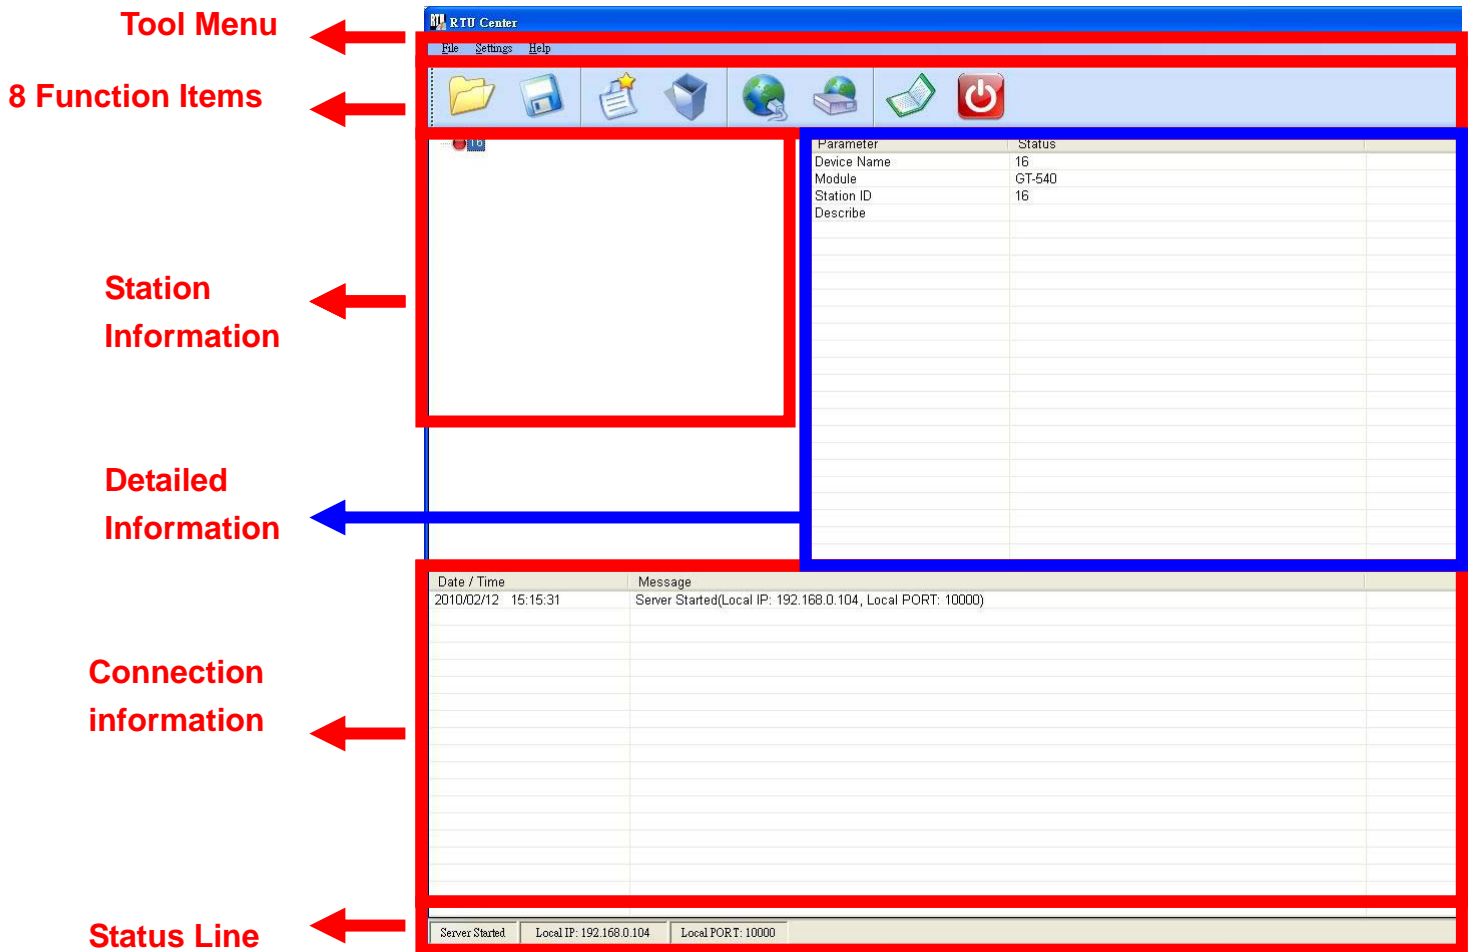 Tool Menu
RTU Center
File Settings Help
8 Function Items
16
Parameter Status
Device Name 16
Module GT-540
Station ID 16
Describe
Station
Information
Detailed
Information
Date / Time Message
2010/02/12 15:15:31 Server Started(Local IP: 192.168.0.104, Local PORT: 10000)
Connection
information
Status Line
Server Started Local IP: 192.168.0.104 Local PORT: 10000